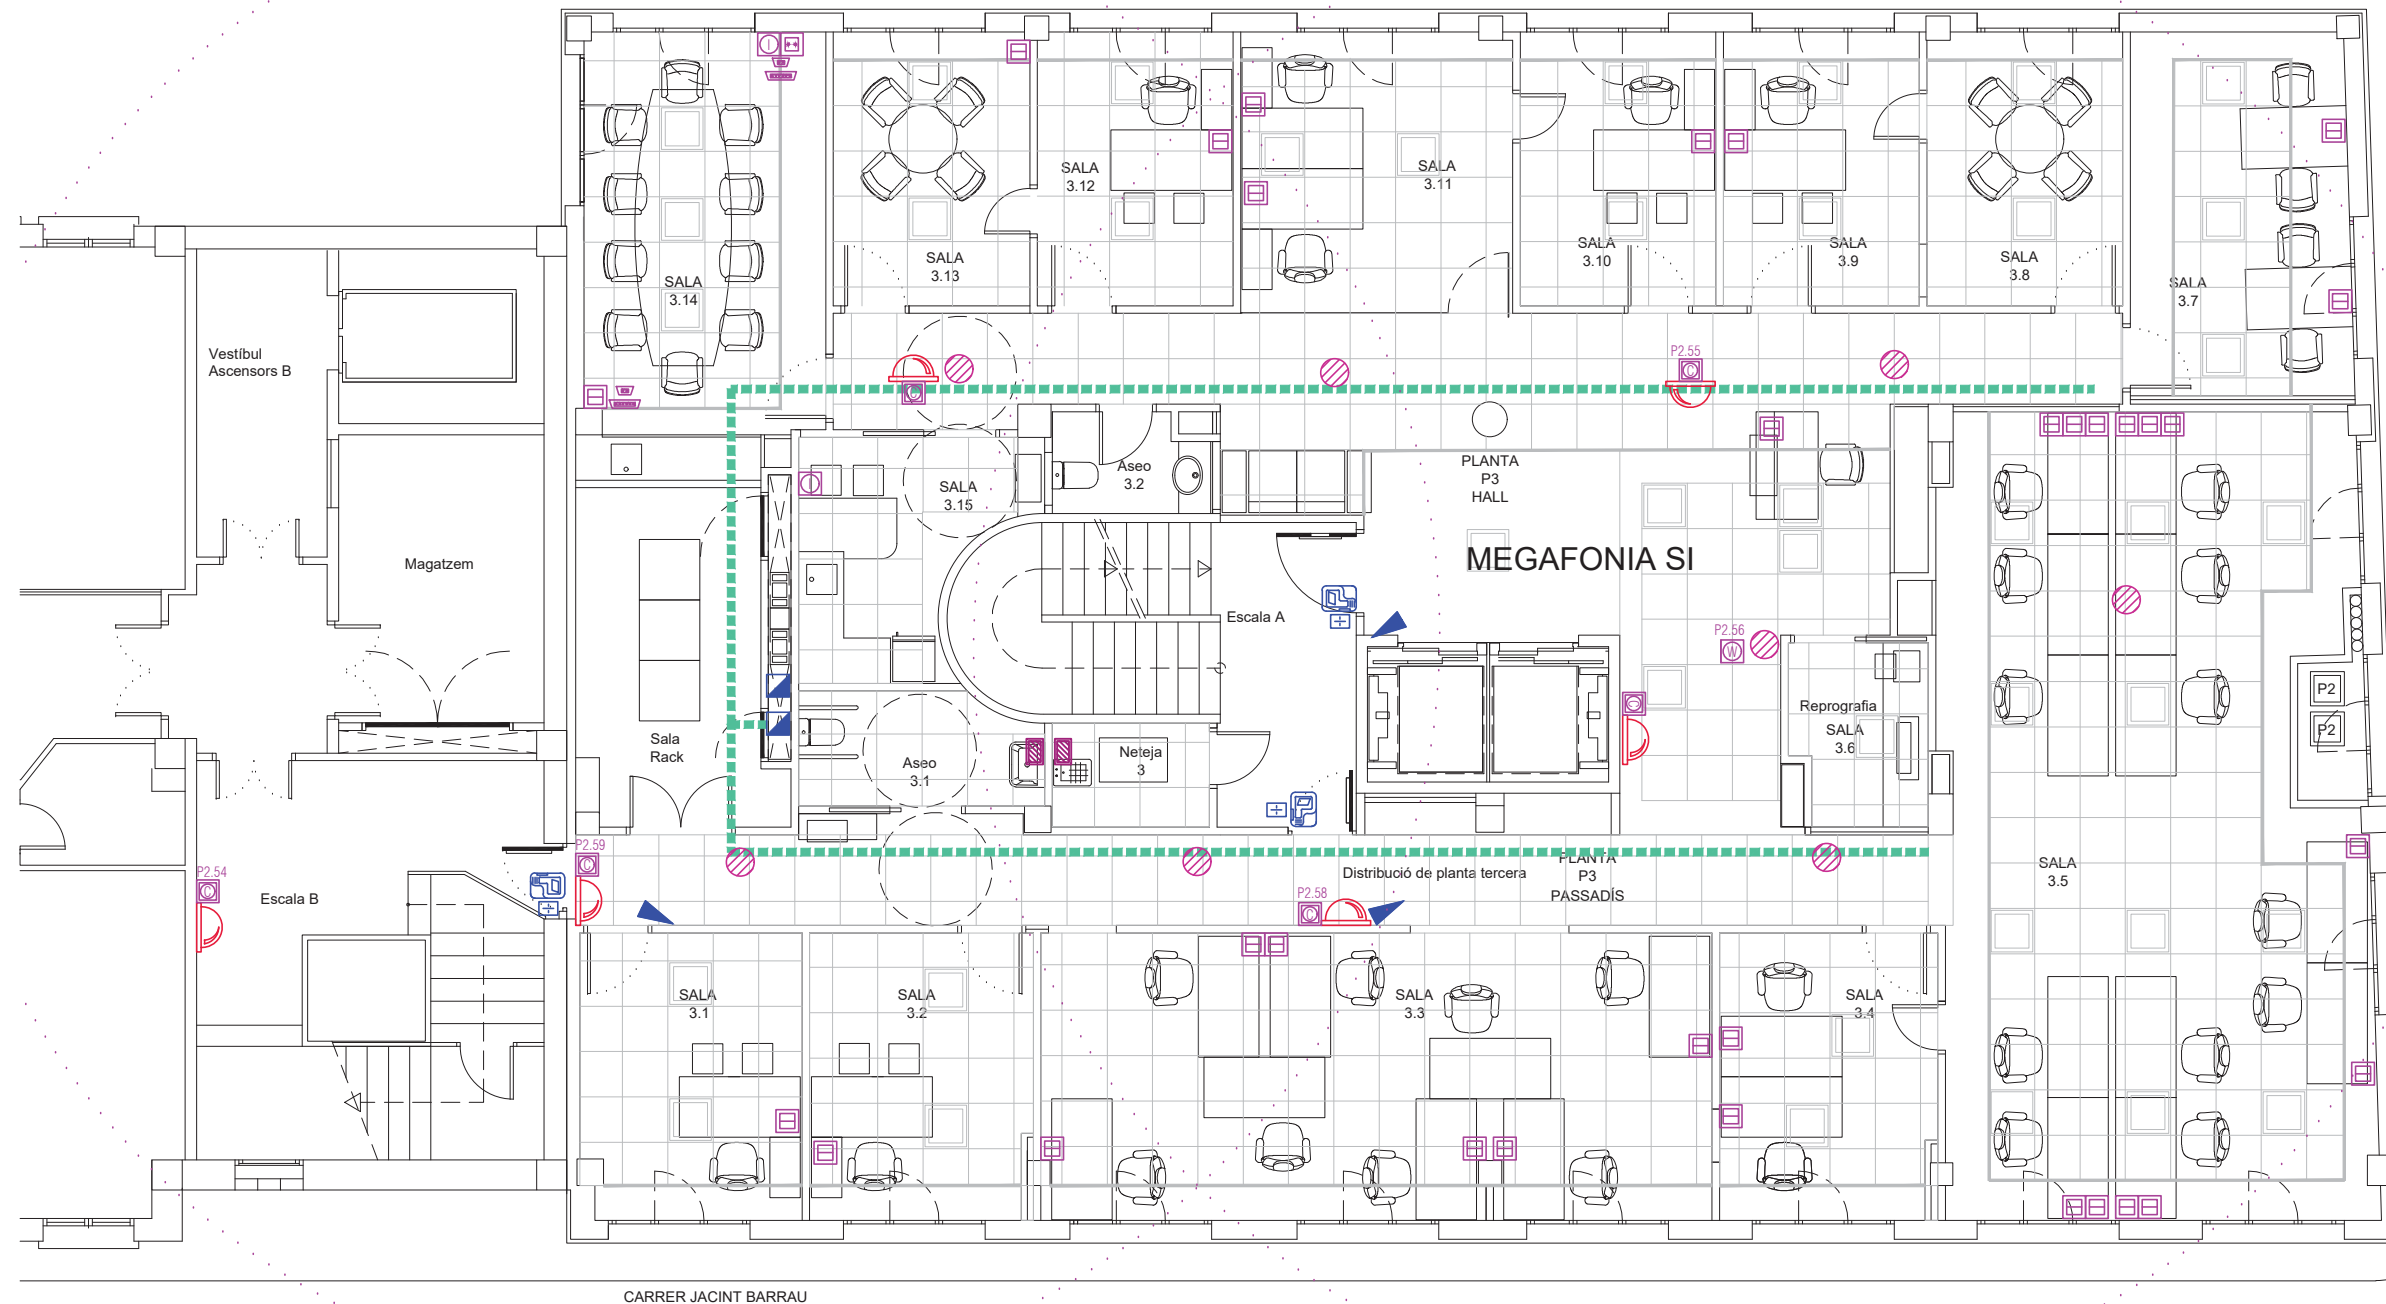 SALA
3.12
SALA
3.11
SALA
3.10
SALA
3.9
SALA
3.8
SALA
3.13
SALA
3.14
SALA
3.7
Vestíbul
Ascensors B
P2.55
C
C
Aseo
3.2
PLANTA
P3
HALL
SALA
3.15
MEGAFONIA SI
Magatzem
Escala A
P2.56
W
C
P2
P2
Reprografia
SALA
3.6
Sala
Rack
Neteja
3
Aseo
3.1
P2.59
C
P2.54
C
Escala B
PLANTA
P3
PASSADÍS
Distribució de planta tercera
P2.58
C
SALA
3.5
SALA
3.1
SALA
3.2
SALA
3.3
SALA
3.4
CARRER JACINT BARRAU